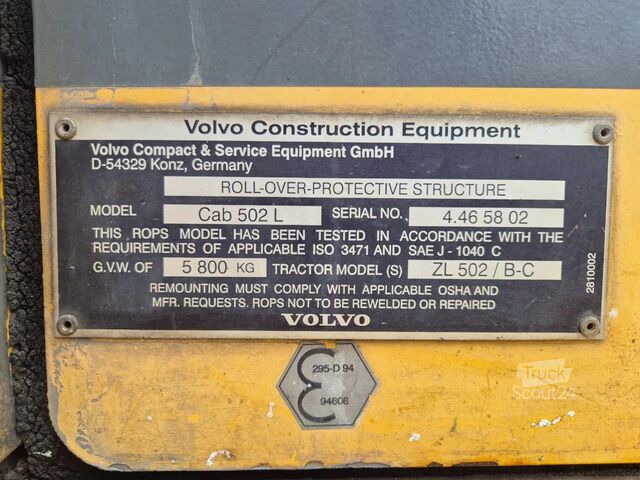 Volvo Construction Equipment
Volvo Compact & Service Equipment GmbH
D-54329 Konz, Germany
ROLL-OVER-PROTECTIVE STRUCTURE
MODEL Cab 502 L SERIAL NO. 4.46 58 02
THIS ROPS MODEL HAS BEEN TESTED IN ACCORDANCE WITH THE
REQUIREMENTS OF APPLICABLE ISO 3471 AND SAE J - 1040 C
G.V.W. OF 5 800 KG TRACTOR MODEL (S) ZL 502 / B-C
REMOUNTING MUST COMPLY WITH APPLICABLE OSHA AND
MFR. REQUESTS. ROPS NOT TO BE REWELDED OR REPAIRED
VOLVO
2810002
295-D 94
94606
Truck
Scout24